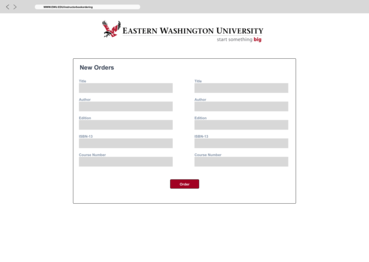 EASTERN WASHINGTON UNIVERSITY
start something big
New Orders
Title
Title
Author
Author
Edition
Edition
ISBN-13
ISBN-13
Course Number
Course Number
Order